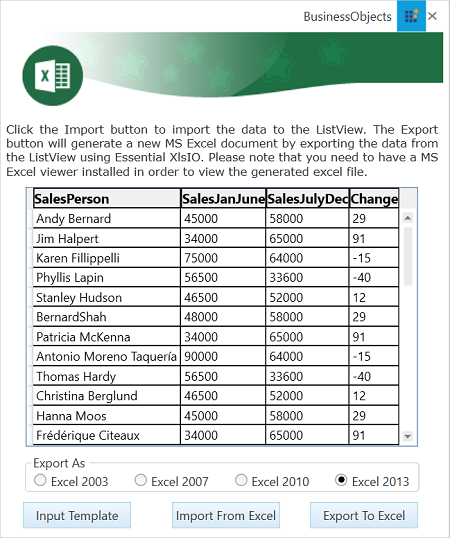 BusinessObjects
Click the Import button to import the data to the ListView. The Export
button will generate a new MS Excel document by exporting the data from
the ListView using Essential XlsIO. Please note that you need to have a MS
Excel viewer installed in order to view the generated excel file.
SalesPerson SalesJanJune SalesJulyDec Change
Andy Bernard 45000 58000 29
Jim Halpert 34000 65000 91
Karen Fillippelli 75000 64000 -15
Phyllis Lapin 56500 33600 -40
Stanley Hudson 46500 52000 12
BernardShah 48000 58000 29
Patricia McKenna 34000 65000 91
Antonio Moreno Taquería 90000 64000 -15
Thomas Hardy 56500 33600 -40
Christina Berglund 46500 52000 12
Hanna Moos 45000 58000 29
Frédérique Citeaux 34000 65000 91
Export As
Excel 2003 Excel 2007 Excel 2010 Excel 2013
Input Template Import From Excel Export To Excel